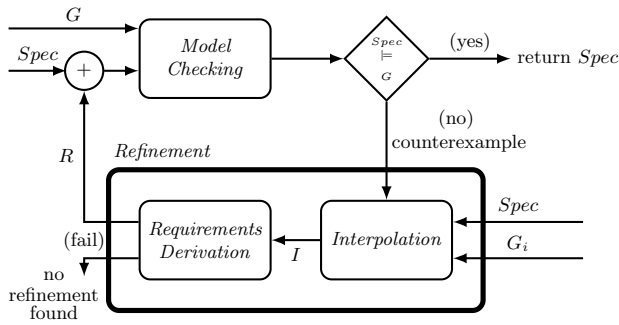 G
Spec
+
Model
Checking
Spec
⊨
G
(yes)
return Spec
(no)
counterexample
Refinement
R
Requirements
Derivation
I
Interpolation
Spec
G_i
(fail)
no
refinement
found